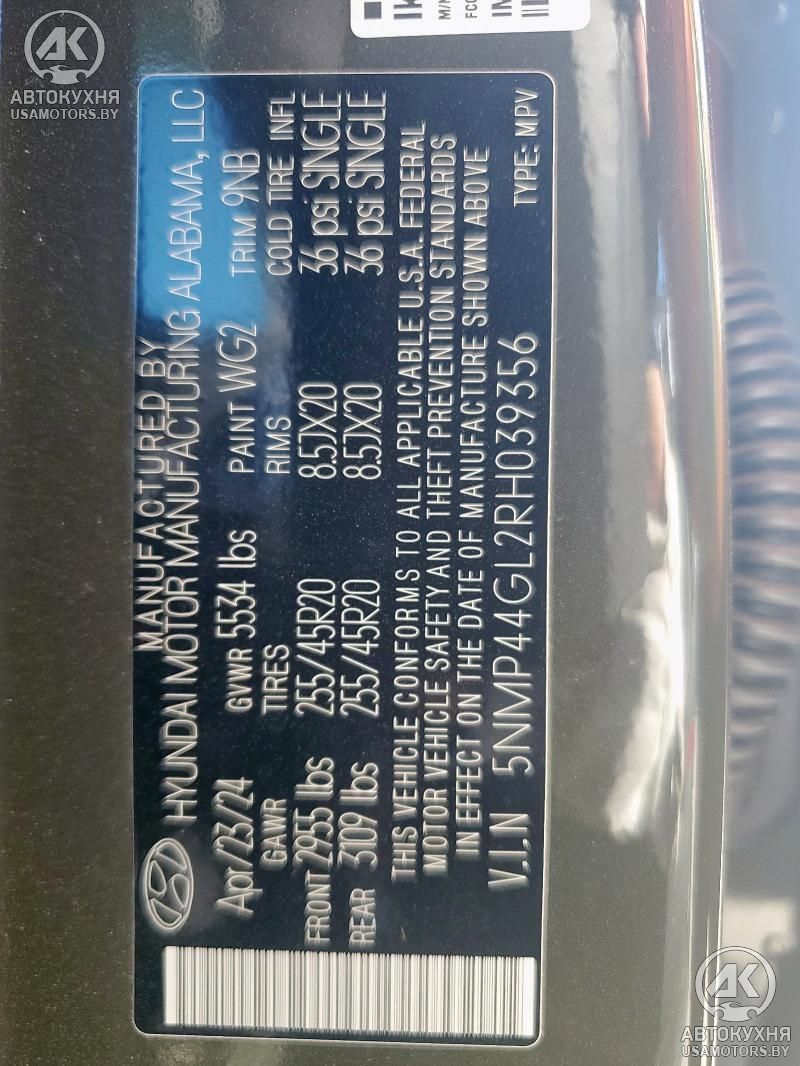 MANUFACTURED BY
HYUNDAI MOTOR MANUFACTURING ALABAMA, LLC
Apr/23/24 GVWR 5534 lbs PAINT WG2 TRIM 9NB
GAWR TIRES RIMS COLD TIRE INFL
FRONT 2955 lbs 255/45R20 8.5JX20 36 psi SINGLE
REAR 3109 lbs 255/45R20 8.5JX20 36 psi SINGLE
THIS VEHICLE CONFORMS TO ALL APPLICABLE U.S.A. FEDERAL
MOTOR VEHICLE SAFETY AND THEFT PREVENTION STANDARDS
IN EFFECT ON THE DATE OF MANUFACTURE SHOWN ABOVE
V.I.N 5NMP44GL2RH039356 TYPE: MPV
АК
АВТОКУХНЯ
USAMOTORS.BY
АК
АВТОКУХНЯ
USAMOTORS.BY